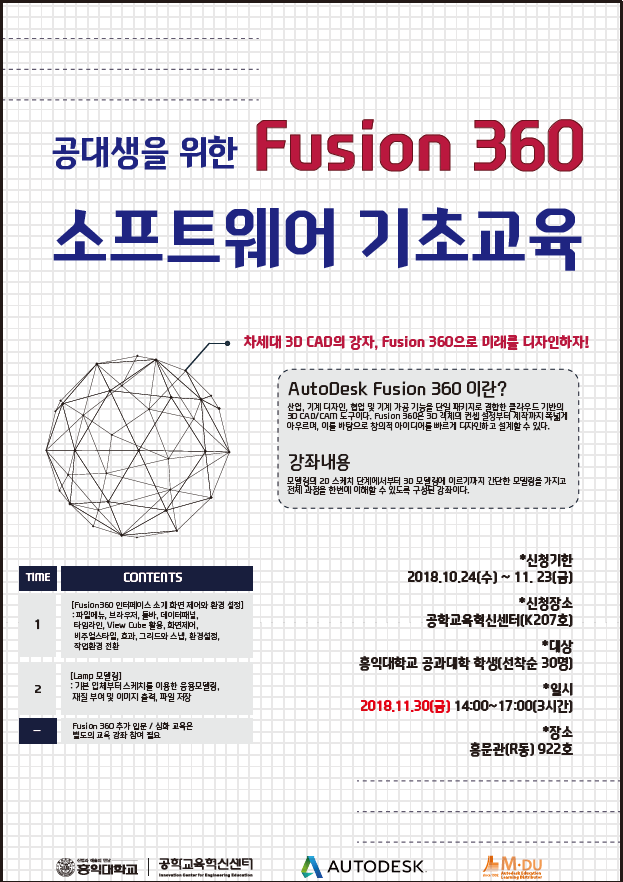 공대생을 위한 Fusion 360
소프트웨어 기초교육
차세대 3D CAD의 강자, Fusion 360으로 미래를 디자인하자!
AutoDesk Fusion 360 이란?
산업, 기계 디자인, 협업 및 기계 가공 기능을 단일 패키지로 결합한 클라우드 기반의
3D CAD/CAM 도구이다. Fusion 360은 3D 객체의 컨셉 설정부터 제작까지 폭넓게
아우르며, 이를 바탕으로 창의적 아이디어를 빠르게 디자인하고 설계할 수 있다.
강좌내용
모델링의 2D 스케치 단계에서부터 3D 모델링에 이르기까지 간단한 모델링을 가지고
전체 과정을 한번에 이해할 수 있도록 구성된 강좌이다.
TIME CONTENTS
1
[Fusion360 인터페이스 소개 화면 제어와 환경 설정]
: 파일메뉴, 브라우저, 툴바, 데이터패널,
타임라인, View Cube 활용, 화면제어,
비주얼스타일, 효과, 그리드와 스냅, 환경설정,
작업환경 전환
2
[Lamp 모델링]
: 기본 입체부터 스케치를 이용한 응용모델링,
재질 부여 및 이미지 출력, 파일 저장
–
Fusion 360 추가 입문 / 심화 교육은
별도의 교육 강좌 참여 필요
*신청기한
2018.10.24(수) ~ 11. 23(금)
*신청장소
공학교육혁신센터(K207호)
*대상
홍익대학교 공과대학 학생(선착순 30명)
*일시
2018.11.30(금) 14:00~17:00(3시간)
*장소
홍문관(R동) 922호
산업과 예술의 만남
홍익대학교
공학교육혁신센터
Innovation Center for Engineering Education
AUTODESK
M·DU
Autodesk Education
Learning Distributor